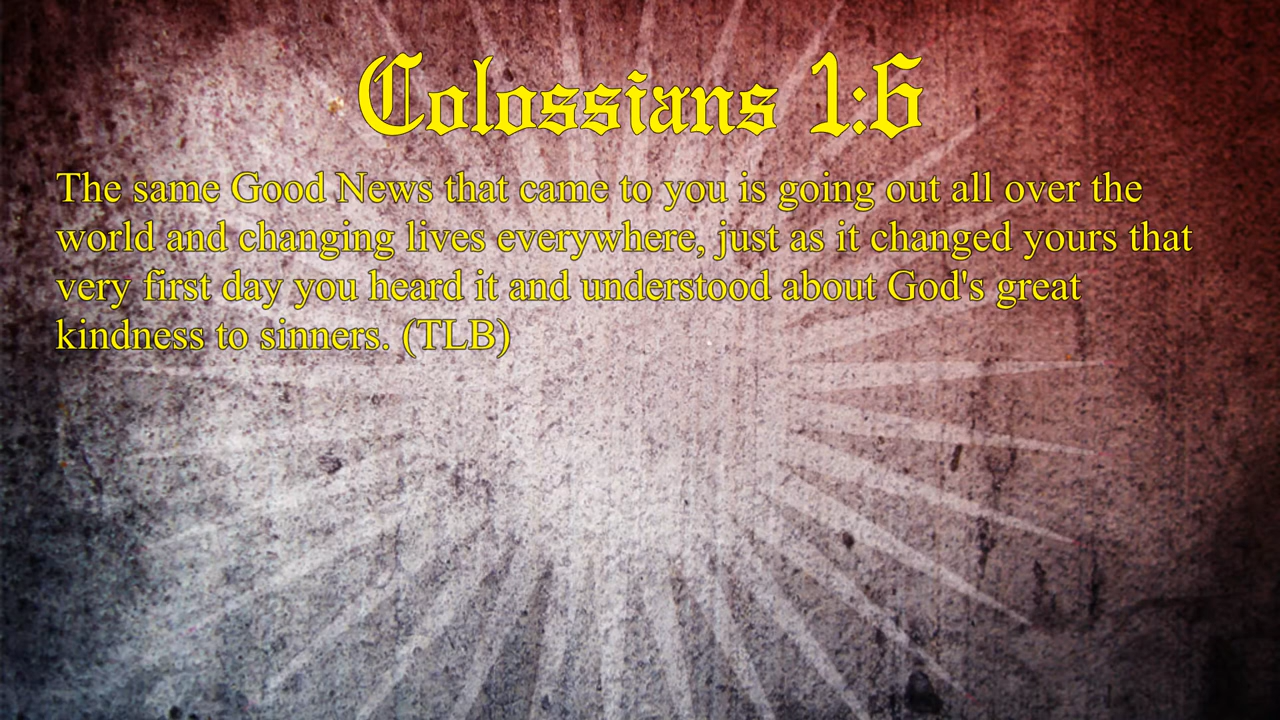 Colossians 1:6
The same Good News that came to you is going out all over the
world and changing lives everywhere, just as it changed yours that
very first day you heard it and understood about God's great
kindness to sinners. (TLB)